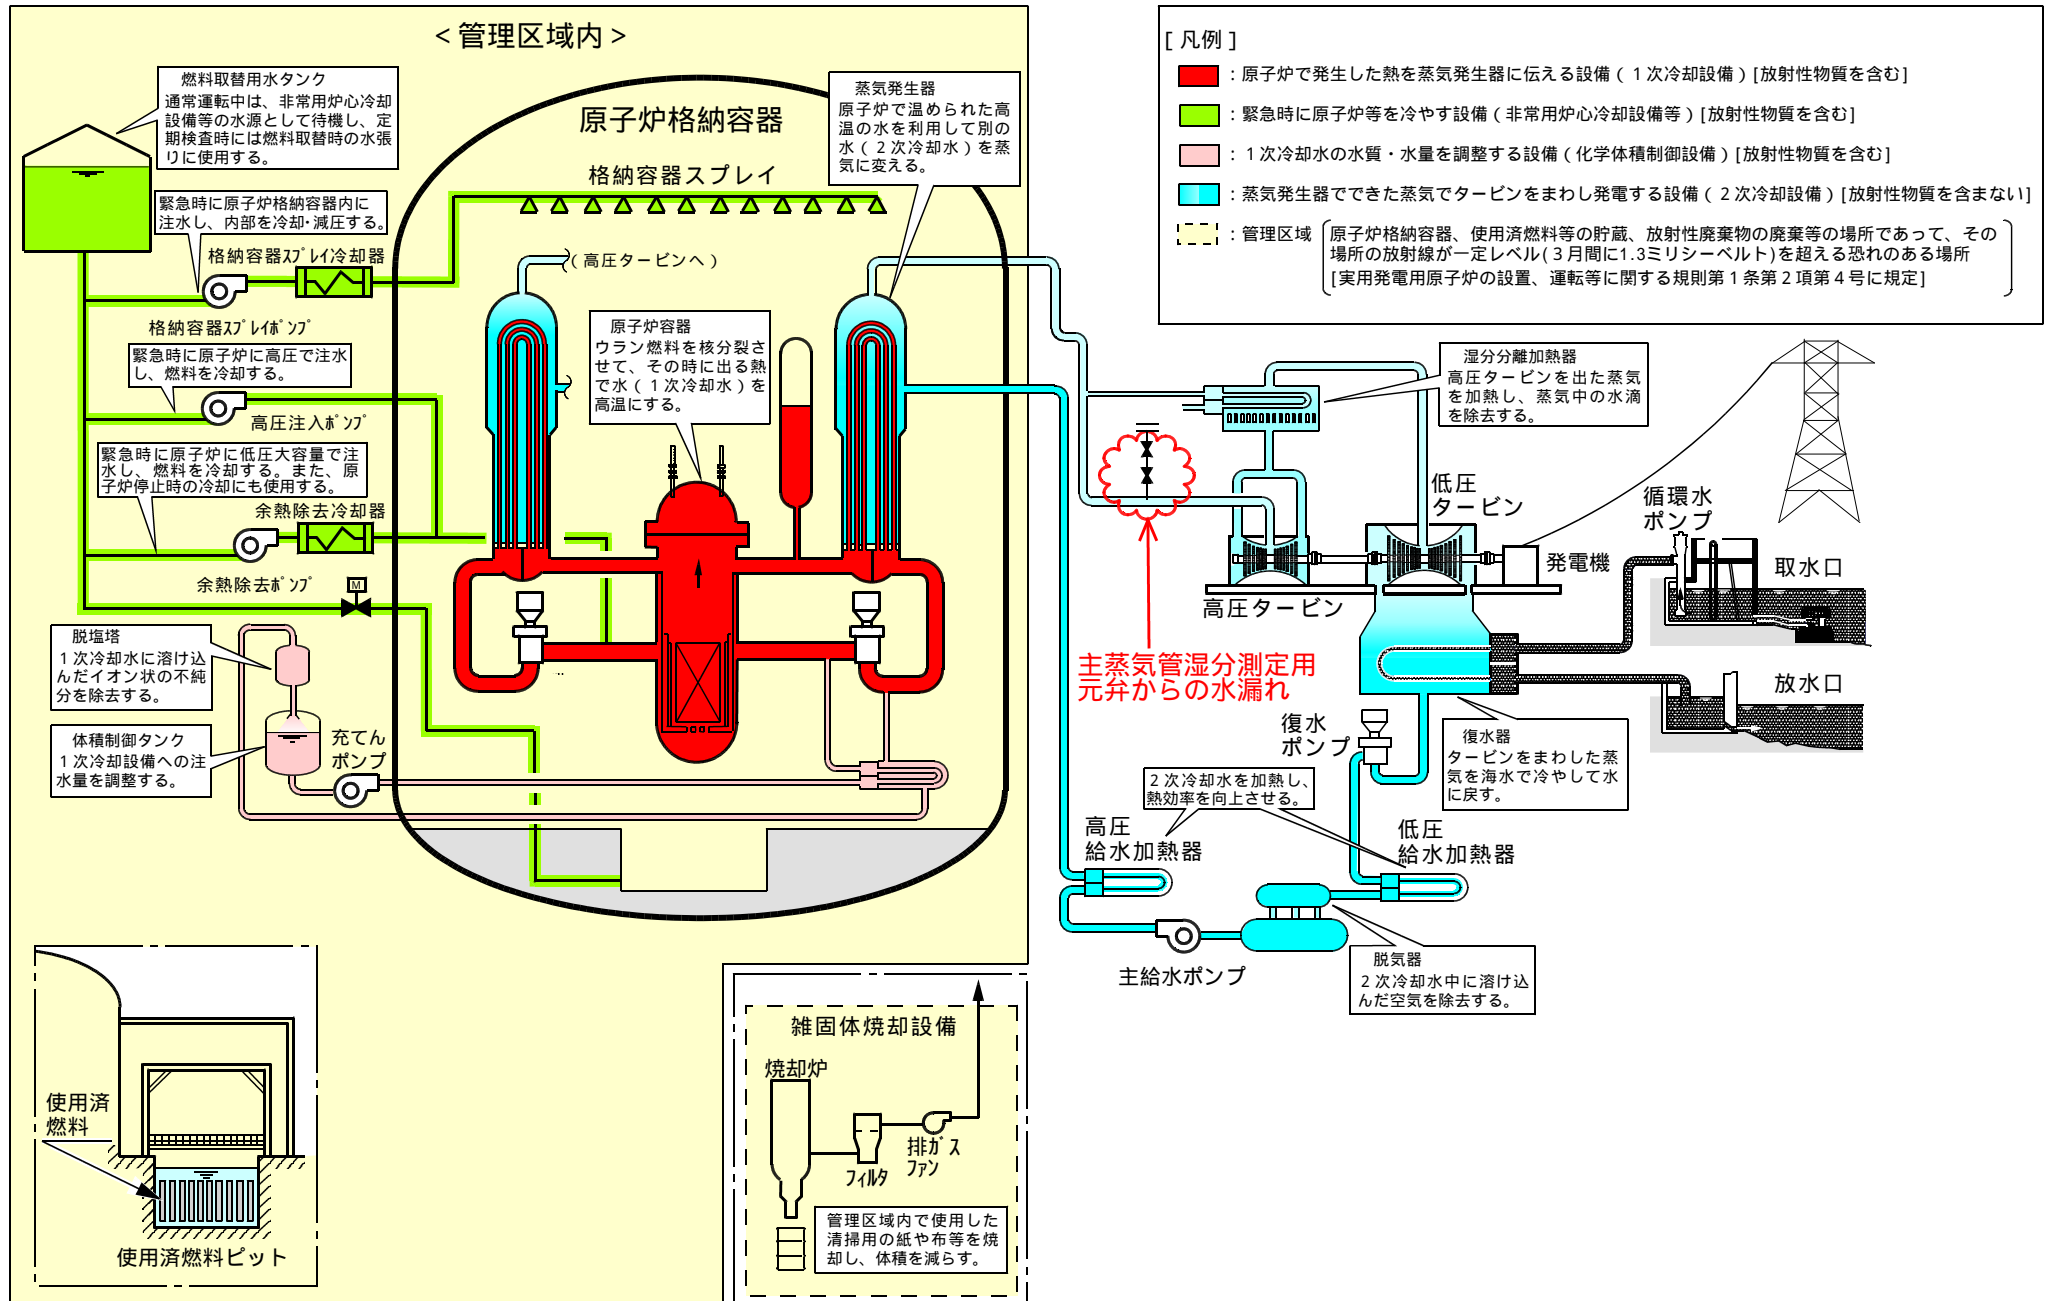 ＜管理区域内＞
燃料取替用水タンク
通常運転中は、非常用炉心冷却
設備等の水源として待機し、定
期検査時には燃料取替時の水張
りに使用する。
緊急時に原子炉格納容器内に
注水し、内部を冷却・減圧する。
格納容器ｽﾌﾟﾚｲ冷却器
格納容器ｽﾌﾟﾚｲﾎﾟﾝﾌﾟ
緊急時に原子炉に高圧で注水
し、燃料を冷却する。
高圧注入ﾎﾟﾝﾌﾟ
緊急時に原子炉に低圧大容量で注
水し、燃料を冷却する。また、原
子炉停止時の冷却にも使用する。
余熱除去冷却器
余熱除去ﾎﾟﾝﾌﾟ
M
脱塩塔
１次冷却水に溶け込
んだイオン状の不純
分を除去する。
体積制御タンク
１次冷却設備への注
水量を調整する。
充てん
ポンプ
原子炉格納容器
格納容器スプレイ
（高圧タービンへ）
蒸気発生器
原子炉で温められた高
温の水を利用して別の
水（２次冷却水）を蒸
気に変える。
原子炉容器
ウラン燃料を核分裂さ
せて、その時に出る熱
で水（１次冷却水）を
高温にする。
[凡例]
：原子炉で発生した熱を蒸気発生器に伝える設備（１次冷却設備）[放射性物質を含む]
：緊急時に原子炉等を冷やす設備（非常用炉心冷却設備等）[放射性物質を含む]
：１次冷却水の水質・水量を調整する設備（化学体積制御設備）[放射性物質を含む]
：蒸気発生器でできた蒸気でタービンをまわし発電する設備（２次冷却設備）[放射性物質を含まない]
：管理区域
原子炉格納容器、使用済燃料等の貯蔵、放射性廃棄物の廃棄等の場所であって、その
場所の放射線が一定レベル(３月間に1.3ミリシーベルト)を超える恐れのある場所
[実用発電用原子炉の設置、運転等に関する規則第１条第２項第４号に規定]
湿分分離加熱器
高圧タービンを出た蒸気
を加熱し、蒸気中の水滴
を除去する。
低圧
タービン
高圧タービン
発電機
循環水
ポンプ
取水口
放水口
主蒸気管湿分測定用
元弁からの水漏れ
復水
ポンプ
復水器
タービンをまわした蒸
気を海水で冷やして水
に戻す。
２次冷却水を加熱し、
熱効率を向上させる。
高圧
給水加熱器
低圧
給水加熱器
主給水ポンプ
脱気器
２次冷却水中に溶け込
んだ空気を除去する。
使用済
燃料
使用済燃料ピット
雑固体焼却設備
焼却炉
ﾌｨﾙﾀ
排ｶﾞｽ
ﾌｧﾝ
管理区域内で使用した
清掃用の紙や布等を焼
却し、体積を減らす。